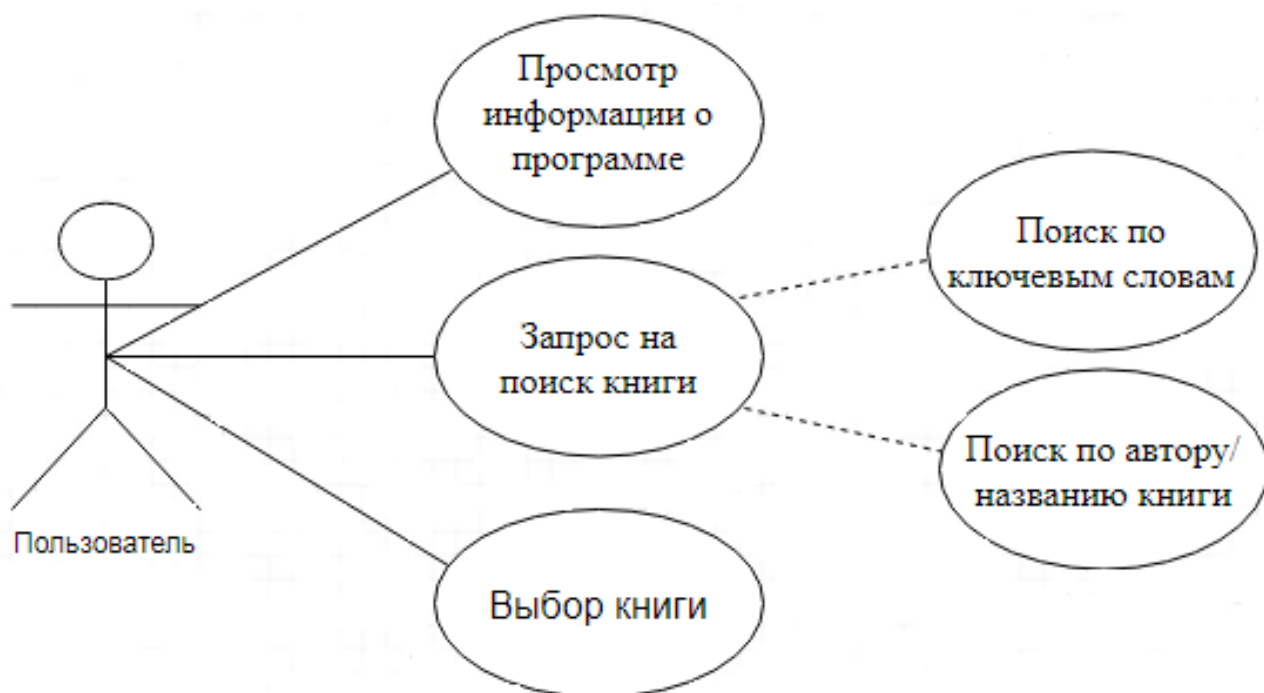 Просмотр
информации о
программе
Поиск по
ключевым словам
Запрос на
поиск книги
Поиск по автору/
названию книги
Пользователь
Выбор книги